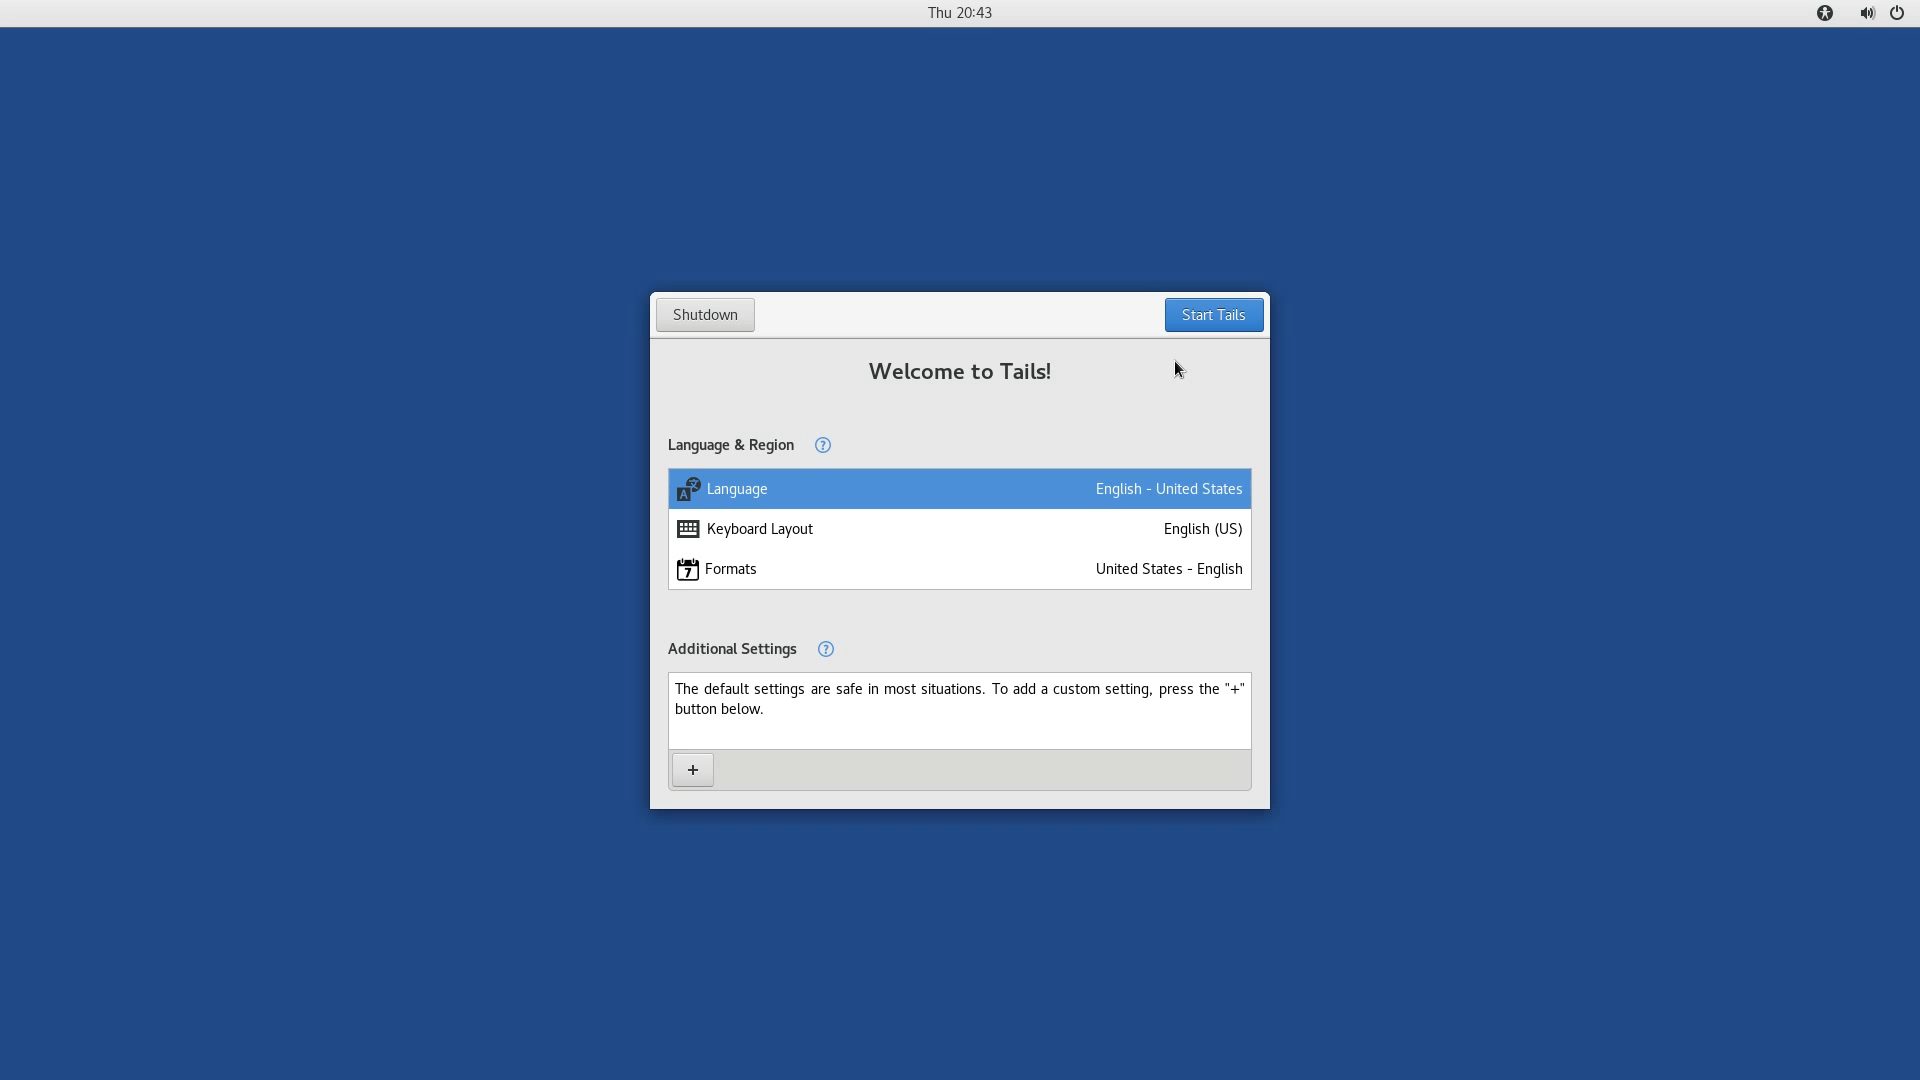 Thu 20:43
Shutdown
Start Tails
Welcome to Tails!
Language & Region
Language English - United States
Keyboard Layout English (US)
Formats United States - English
Additional Settings
The default settings are safe in most situations. To add a custom setting, press the "+"
button below.
+